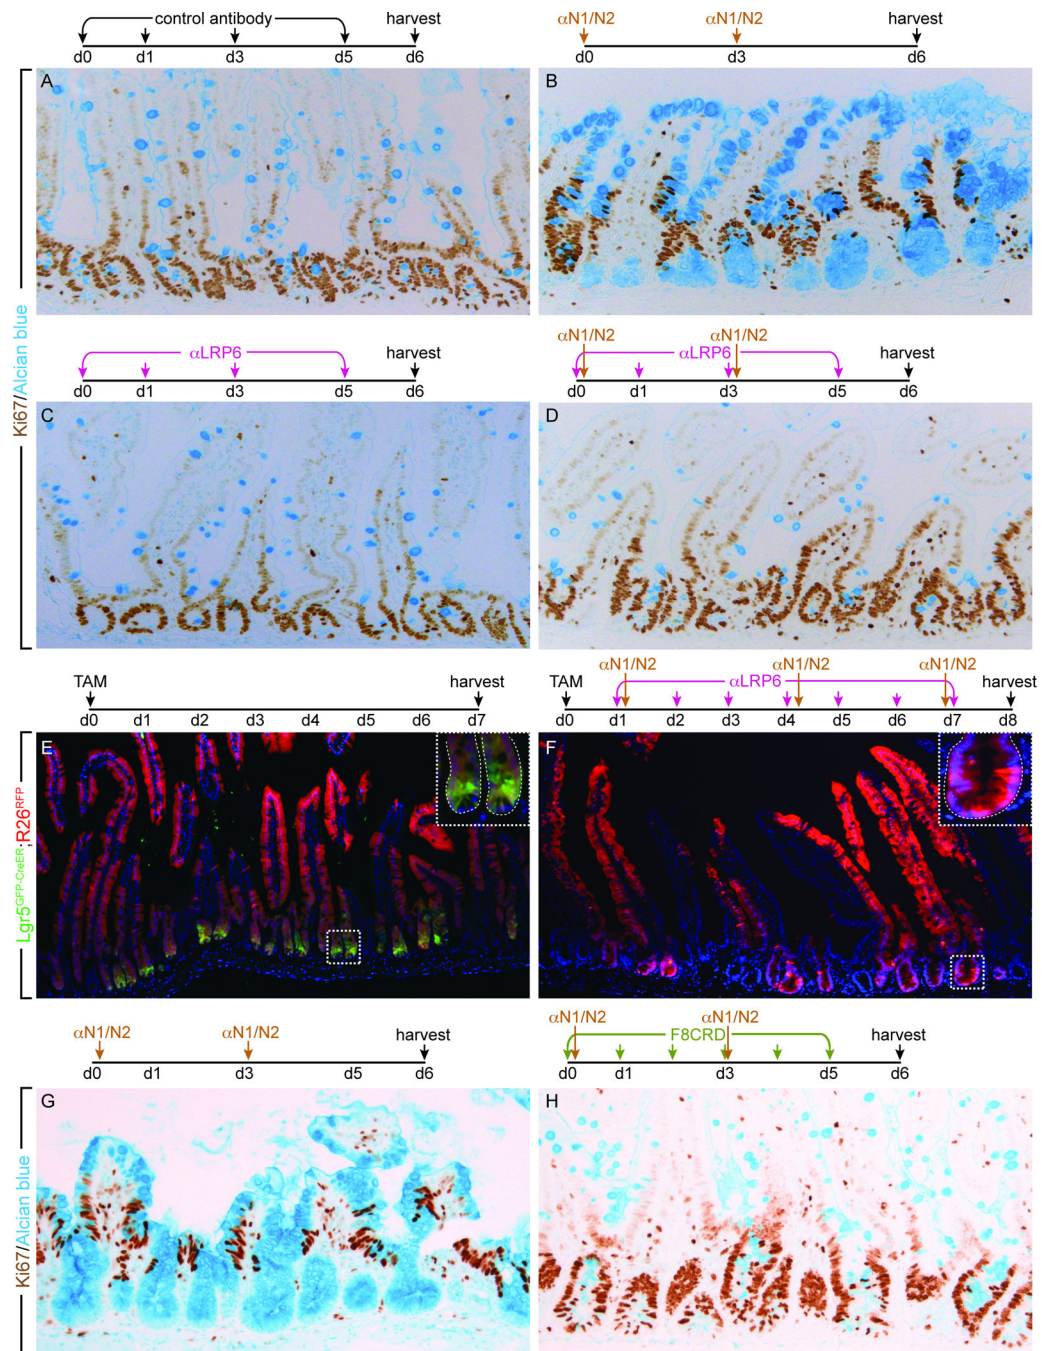 control antibody harvest
d0 d1 d3 d5 d6
αN1/N2 αN1/N2 harvest
d0 d3 d6
A
B
Ki67/Alcian blue
αLRP6 harvest
d0 d1 d3 d5 d6
αN1/N2 αN1/N2
αLRP6 harvest
d0 d1 d3 d5 d6
C
D
TAM harvest
d0 d1 d2 d3 d4 d5 d6 d7
αN1/N2 αN1/N2 αN1/N2
TAM αLRP6 harvest
d0 d1 d2 d3 d4 d5 d6 d7 d8
E
F
Lgr5GFP-CreER;R26RFP
αN1/N2 αN1/N2 harvest
d0 d1 d3 d5 d6
αN1/N2 αN1/N2
F8CRD harvest
d0 d1 d3 d5 d6
G
H
Ki67/Alcian blue